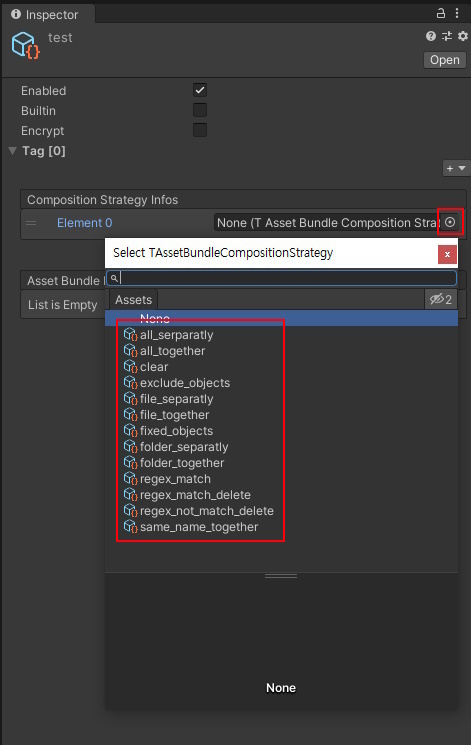 Inspector
test
Open
Enabled
Builtin
Encrypt
Tag [0]
+
Composition Strategy Infos
Element 0 None (T Asset Bundle Composition Strat
Select TAssetBundleCompositionStrategy x
Asset Bundle
List is Empty
Assets 2
None
all_serparatly
all_together
clear
exclude_objects
file_separatly
file_together
fixed_objects
folder_separatly
folder_together
regex_match
regex_match_delete
regex_not_match_delete
same_name_together
None